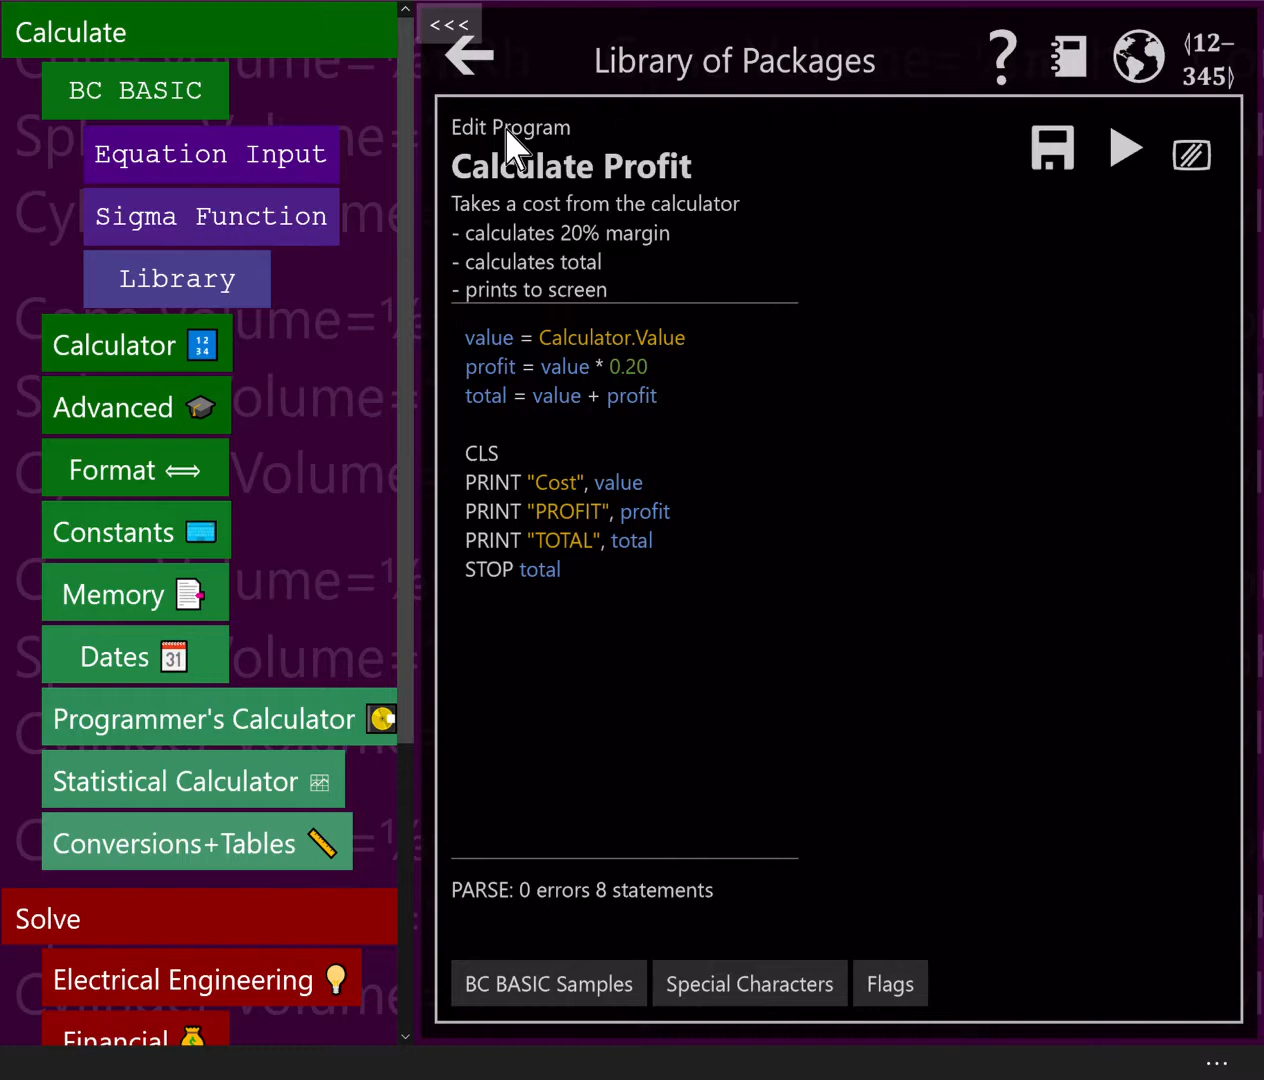 Calculate
BC BASIC
Equation Input
Sigma Function
Library
Calculator
Advanced
Format ⟺
Constants
Memory
Dates 31
Programmer's Calculator
Statistical Calculator
Conversions+Tables
Solve
Electrical Engineering
Financial
<<<
Library of Packages
?
12–
345
Edit Program
Calculate Profit
Takes a cost from the calculator
- calculates 20% margin
- calculates total
- prints to screen
value = Calculator.Value
profit = value * 0.20
total = value + profit
CLS
PRINT "Cost", value
PRINT "PROFIT", profit
PRINT "TOTAL", total
STOP total
PARSE: 0 errors 8 statements
BC BASIC Samples
Special Characters
Flags
...